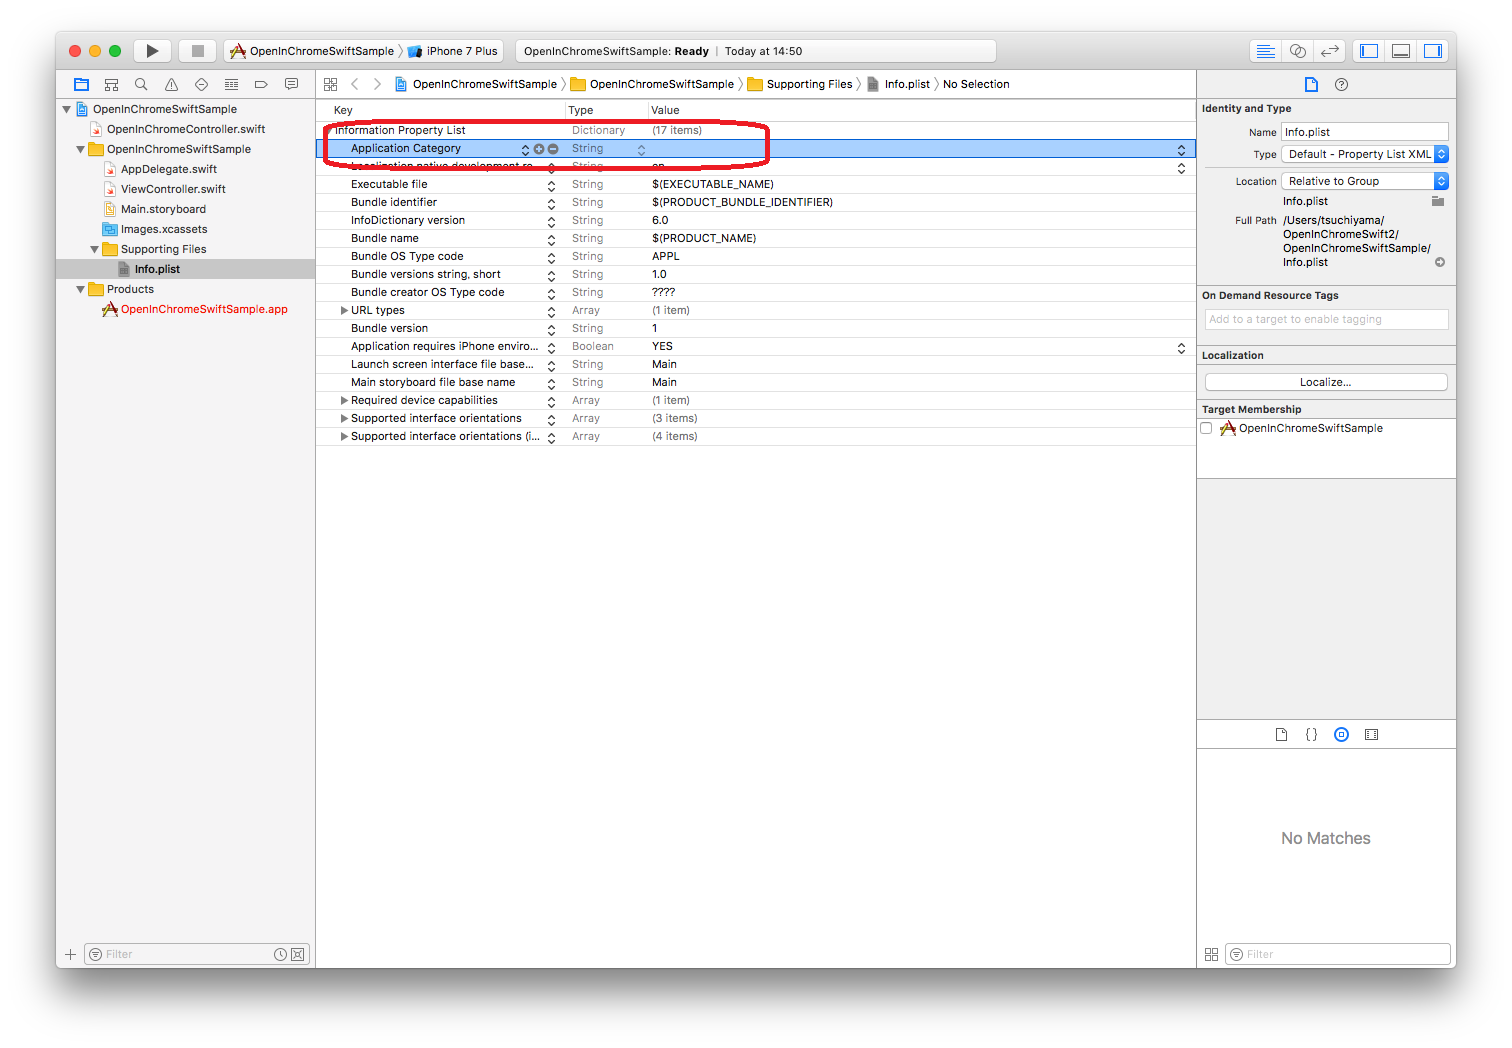 OpenInChromeSwiftSample iPhone 7 Plus
OpenInChromeSwiftSample: Ready | Today at 14:50
OpenInChromeSwiftSample OpenInChromeSwiftSample Supporting Files Info.plist No Selection
OpenInChromeSwiftSample
OpenInChromeController.swift
OpenInChromeSwiftSample
AppDelegate.swift
ViewController.swift
Main.storyboard
Images.xcassets
Supporting Files
Info.plist
Products
OpenInChromeSwiftSample.app
Filter
Key Type Value
Information Property List Dictionary (17 items)
Application Category String
Localization native development re... String en
Executable file String $(EXECUTABLE_NAME)
Bundle identifier String $(PRODUCT_BUNDLE_IDENTIFIER)
InfoDictionary version String 6.0
Bundle name String $(PRODUCT_NAME)
Bundle OS Type code String APPL
Bundle versions string, short String 1.0
Bundle creator OS Type code String ????
URL types Array (1 item)
Bundle version String 1
Application requires iPhone enviro... Boolean YES
Launch screen interface file base... String Main
Main storyboard file base name String Main
Required device capabilities Array (1 item)
Supported interface orientations Array (3 items)
Supported interface orientations (i... Array (4 items)
Identity and Type
Name Info.plist
Type Default - Property List XML
Location Relative to Group
Info.plist
Full Path /Users/tsuchiyama/
OpenInChromeSwift2/
OpenInChromeSwiftSample/
Info.plist
On Demand Resource Tags
Add to a target to enable tagging
Localization
Localize...
Target Membership
OpenInChromeSwiftSample
{}
No Matches
Filter